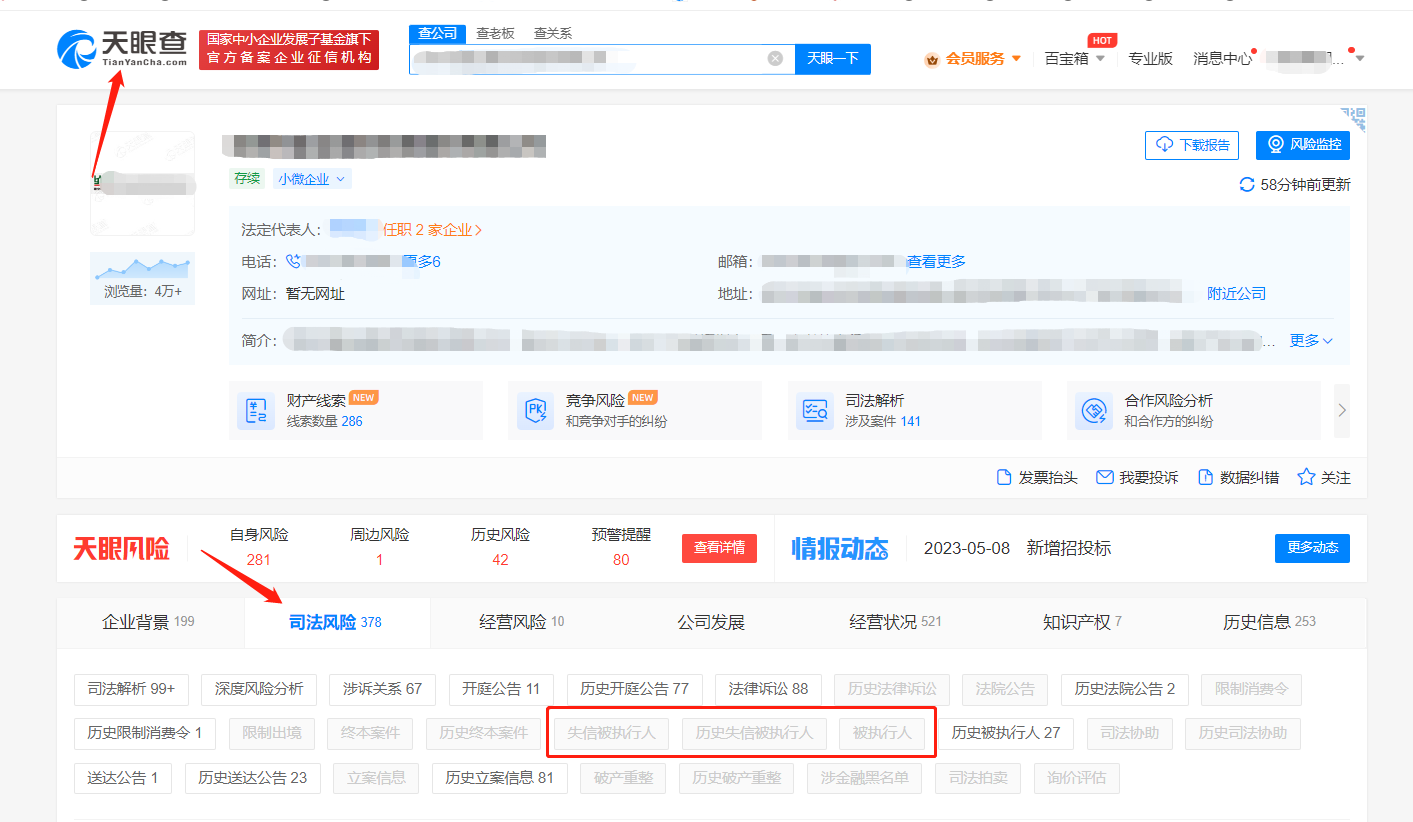 查公司 查老板 查关系
天眼查
TianYanCha.com
国家中小企业发展子基金旗下
官方备案企业征信机构
天眼一下
会员服务 百宝箱 HOT 专业版 消息中心 ...
下载报告 风险监控
存续 小微企业
58分钟前更新
法定代表人： 任职 2 家企业
电话： 更多6 邮箱： 查看更多
网址： 暂无网址 地址： 附近公司
浏览量：4万+
简介： ... 更多
财产线索 NEW 竞争风险 NEW 司法解析 合作风险分析
线索数量 286 和竞争对手的纠纷 涉及案件 141 和合作方的纠纷
发票抬头 我要投诉 数据纠错 关注
天眼风险 自身风险 周边风险 历史风险 预警提醒 查看详情 情报动态 2023-05-08 新增招投标 更多动态
281 1 42 80
企业背景 199 司法风险 378 经营风险 10 公司发展 经营状况 521 知识产权 7 历史信息 253
司法解析 99+ 深度风险分析 涉诉关系 67 开庭公告 11 历史开庭公告 77 法律诉讼 88 历史法律诉讼 法院公告 历史法院公告 2 限制消费令
历史限制消费令 1 限制出境 终本案件 历史终本案件 失信被执行人 历史失信被执行人 被执行人 历史被执行人 27 司法协助 历史司法协助
送达公告 1 历史送达公告 23 立案信息 历史立案信息 81 破产重整 历史破产重整 涉金融黑名单 司法拍卖 询价评估